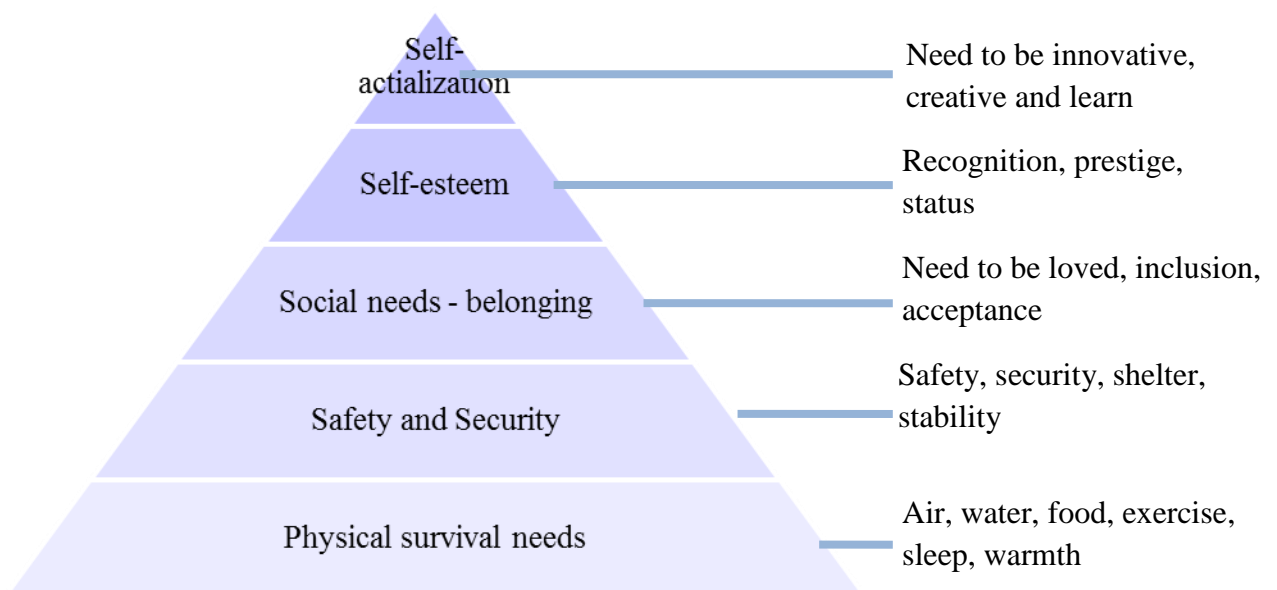 Self-
actialization
Need to be innovative,
creative and learn
Self-esteem
Recognition, prestige,
status
Social needs - belonging
Need to be loved, inclusion,
acceptance
Safety and Security
Safety, security, shelter,
stability
Physical survival needs
Air, water, food, exercise,
sleep, warmth